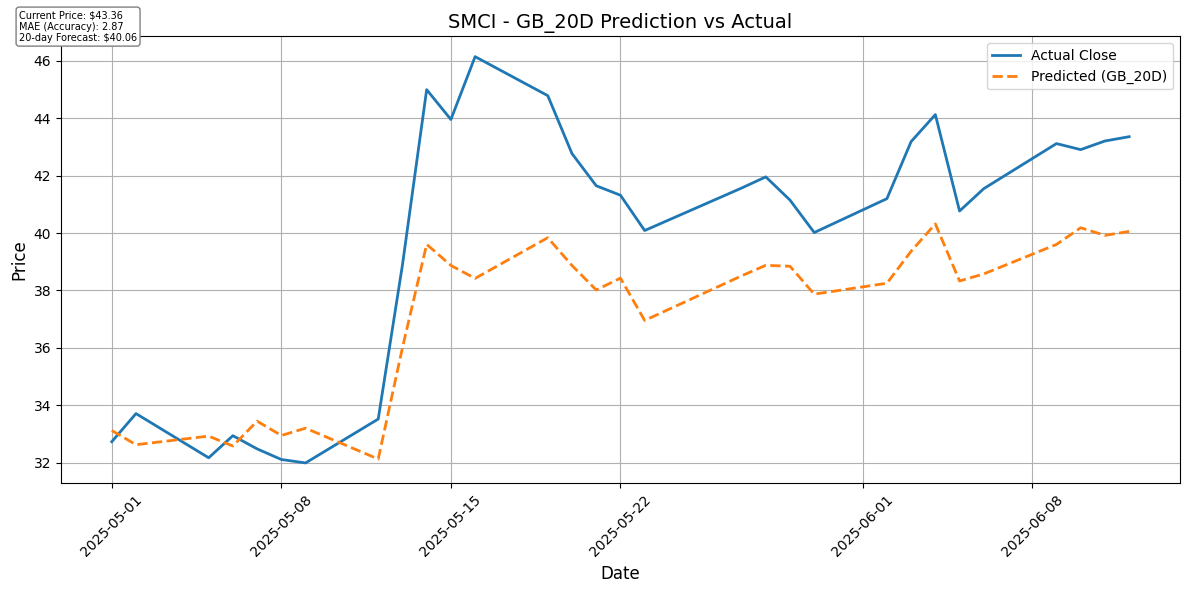 SMCI - GB_20D Prediction vs Actual
Current Price: $43.36
MAE (Accuracy): 2.87
20-day Forecast: $40.06
Actual Close
Predicted (GB_20D)
Price
46
44
42
40
38
36
34
32
2025-05-01
2025-05-08
2025-05-15
2025-05-22
2025-06-01
2025-06-08
Date